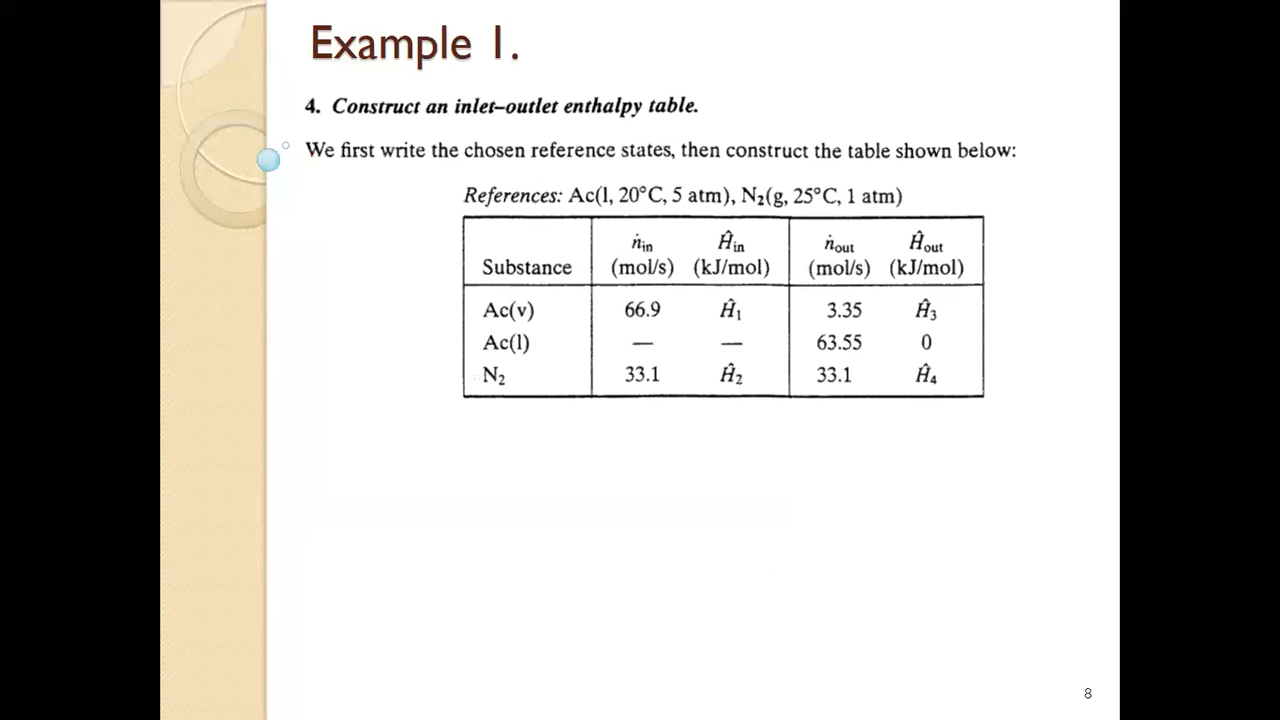 Example 1.
4. Construct an inlet–outlet enthalpy table.
We first write the chosen reference states, then construct the table shown below:
References: Ac(l, 20°C, 5 atm), N₂(g, 25°C, 1 atm)
ṅin Ĥin ṅout Ĥout
Substance (mol/s) (kJ/mol) (mol/s) (kJ/mol)
Ac(v) 66.9 Ĥ₁ 3.35 Ĥ₃
Ac(l) — — 63.55 0
N₂ 33.1 Ĥ₂ 33.1 Ĥ₄
8